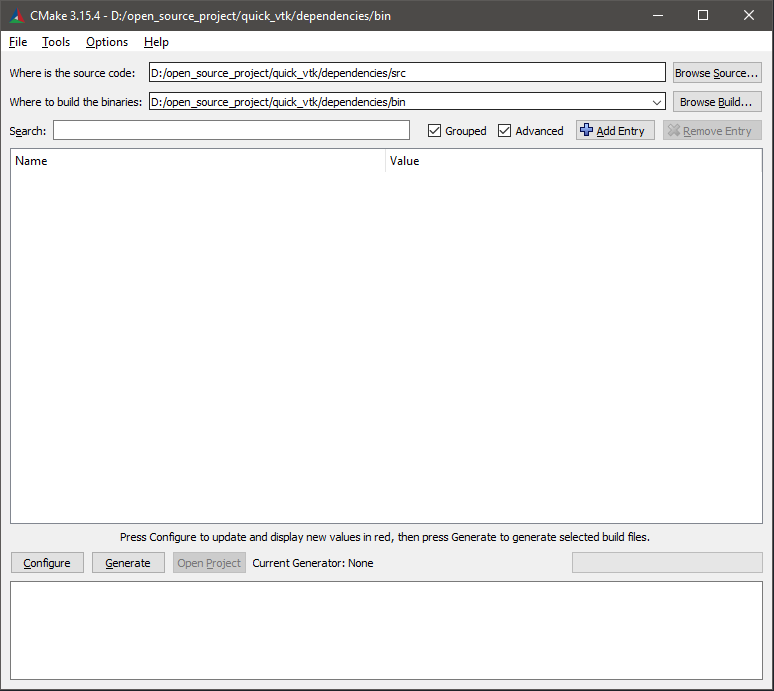 CMake 3.15.4 - D:/open_source_project/quick_vtk/dependencies/bin
File Tools Options Help
Where is the source code: D:/open_source_project/quick_vtk/dependencies/src Browse Source...
Where to build the binaries: D:/open_source_project/quick_vtk/dependencies/bin Browse Build...
Search: Grouped Advanced Add Entry Remove Entry
Name Value
Press Configure to update and display new values in red, then press Generate to generate selected build files.
Configure Generate Open Project Current Generator: None